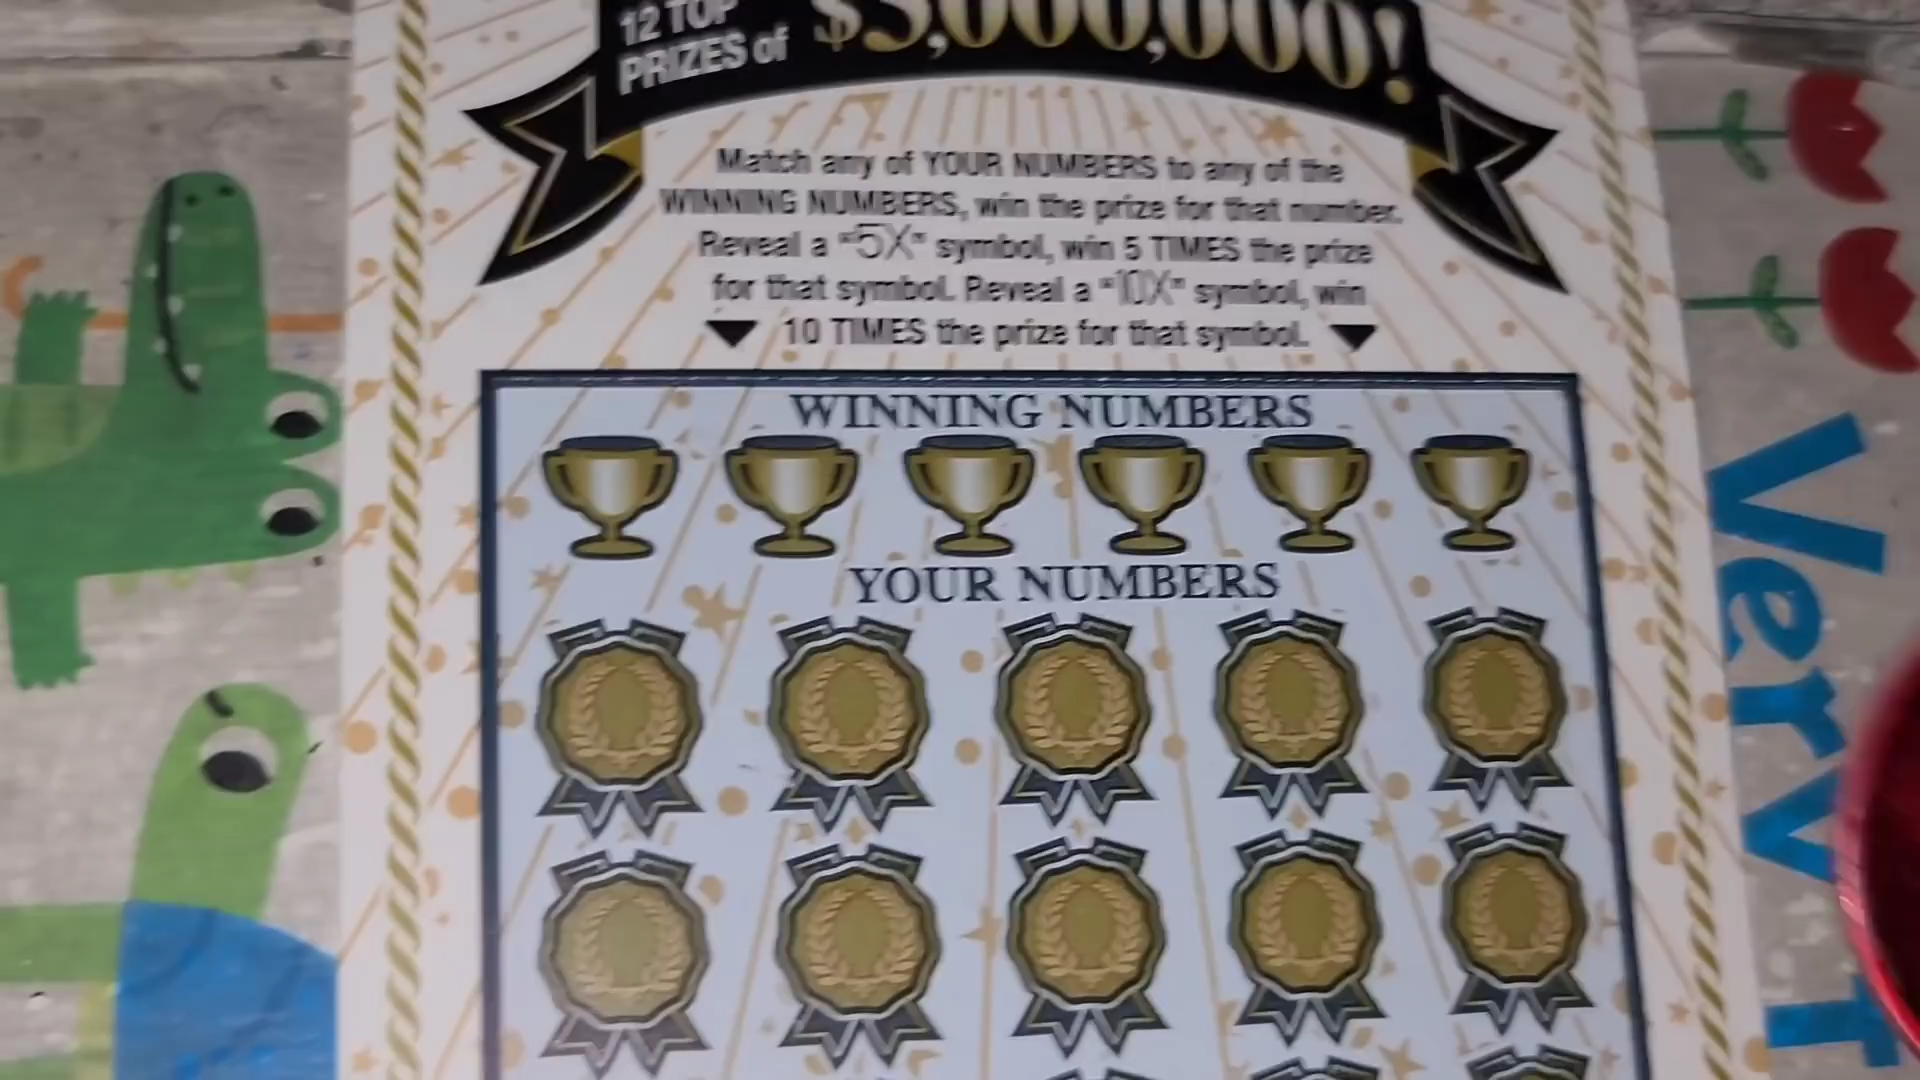 12 TOP
PRIZES of $3,000,000!
Match any of YOUR NUMBERS to any of the
WINNING NUMBERS, win the prize for that number.
Reveal a "5X" symbol, win 5 TIMES the prize
for that symbol. Reveal a "10X" symbol, win
10 TIMES the prize for that symbol.
WINNING NUMBERS
YOUR NUMBERS